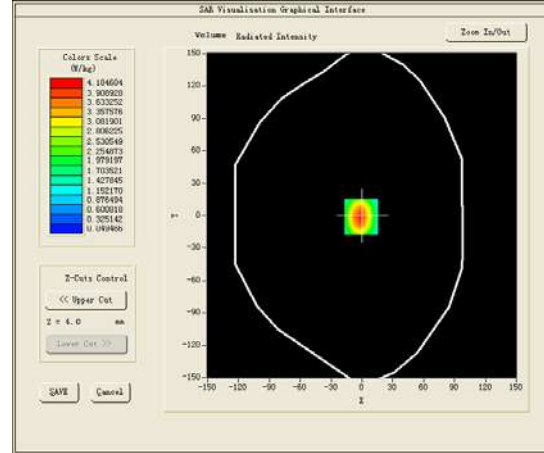 SAR Visualisation Graphical Interface
Zoom In/Out
Volume Radiated Intensity
Colors Scale
(W/kg)
4.184604
3.908928
3.633252
3.357576
3.081901
2.806225
2.530549
2.254873
1.979197
1.703521
1.427845
1.152170
0.876494
0.600818
0.325142
0.049466
150
120
90
60
30
0
-30
-60
-90
-120
-150
Y
-150 -120 -90 -60 -30 0 30 60 90 120 150
X
Z-Cuts Control
<< Upper Cut
Z = 4.0 mm
Lower Cut >>
SAVE Cancel